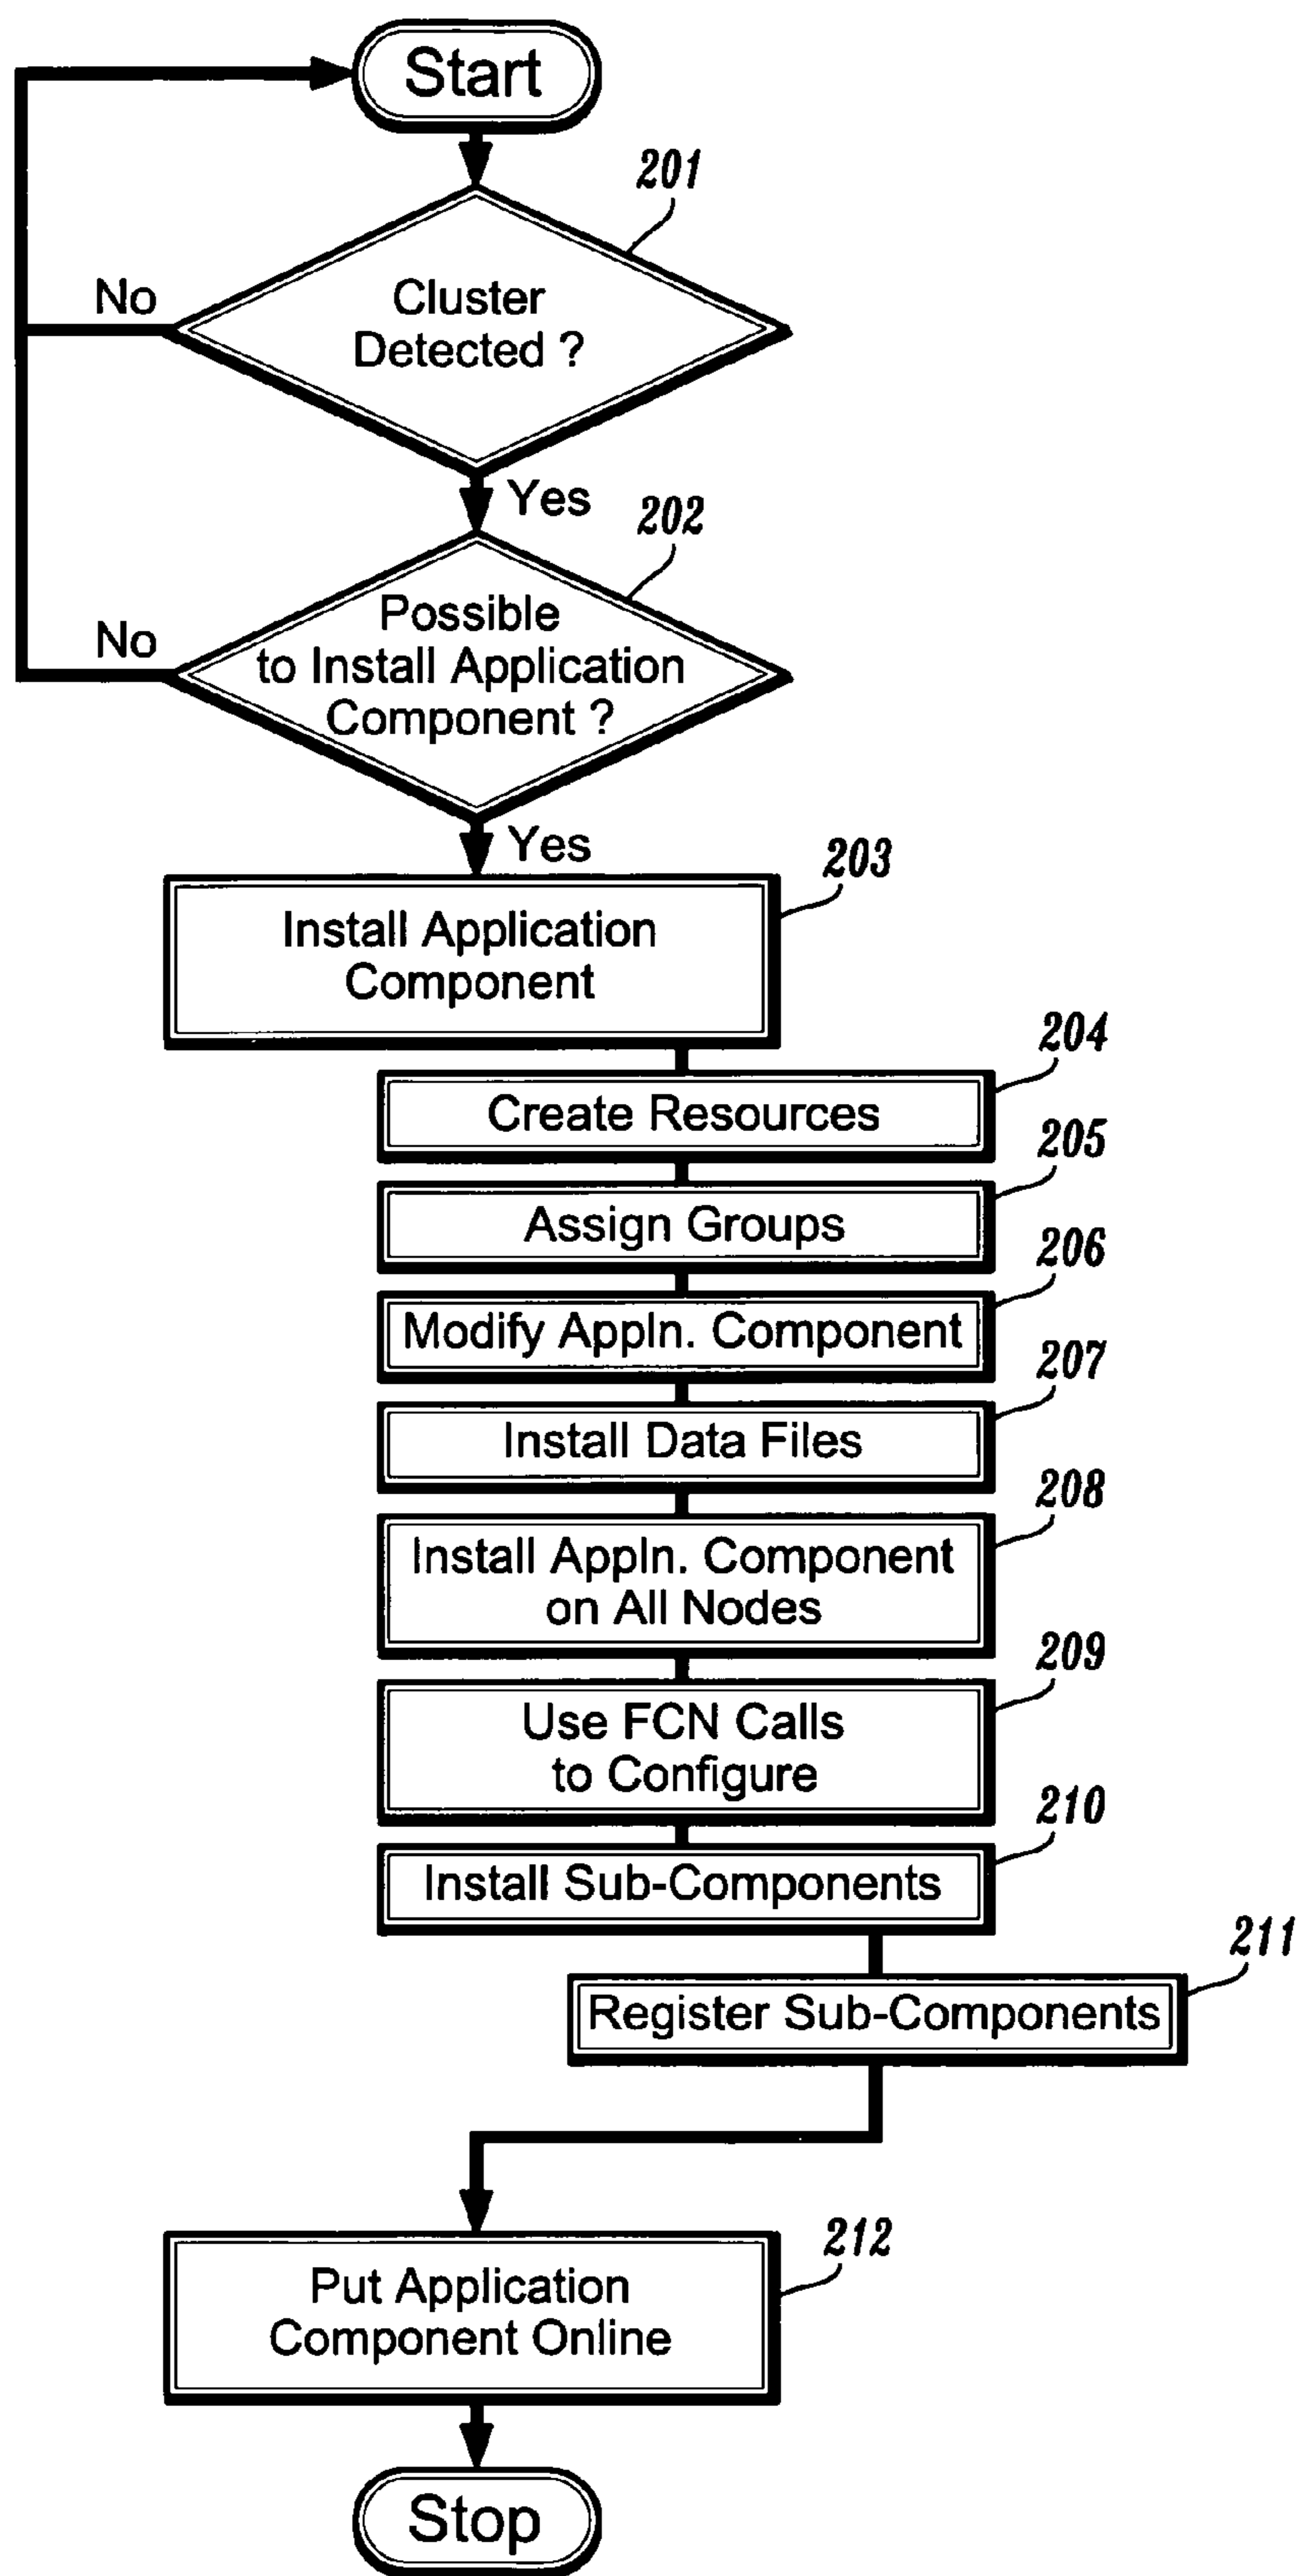 Start
201
Cluster
Detected ?
No
Yes
202
Possible
to Install Application
Component ?
No
Yes
203
Install Application
Component
204
Create Resources
205
Assign Groups
206
Modify Appln. Component
207
Install Data Files
208
Install Appln. Component
on All Nodes
209
Use FCN Calls
to Configure
210
Install Sub-Components
211
Register Sub-Components
212
Put Application
Component Online
Stop